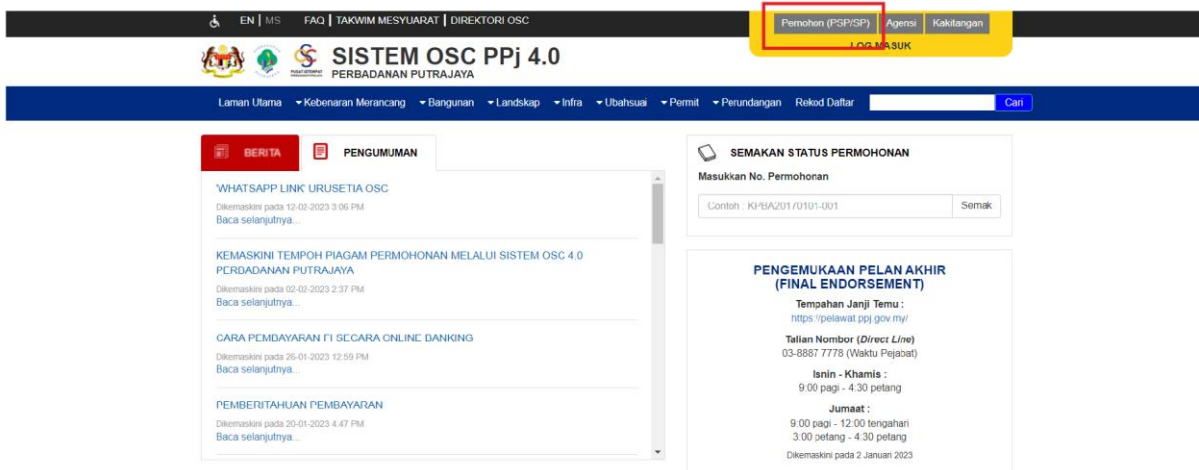 EN | MS FAQ | TAKWIM MESYUARAT | DIREKTORI OSC
Pemohon (PSP/SP) Agensi Kakitangan
LOG MASUK
SISTEM OSC PPj 4.0
PERBADANAN PUTRAJAYA
Laman Utama Kebenaran Merancang Bangunan Landskap Infra Ubahsuai Permit Perundangan Rekod Daftar Cari
BERITA PENGUMUMAN
'WHATSAPP LINK' URUSETIA OSC
Dikemaskini pada 12-02-2023 3:06 PM
Baca selanjutnya...
KEMASKINI TEMPOH PIAGAM PERMOHONAN MELALUI SISTEM OSC 4.0
PERBADANAN PUTRAJAYA
Dikemaskini pada 02-02-2023 2:37 PM
Baca selanjutnya...
CARA PEMBAYARAN FI SECARA ONLINE BANKING
Dikemaskini pada 26-01-2023 12:59 PM
Baca selanjutnya...
PEMBERITAHUAN PEMBAYARAN
Dikemaskini pada 20-01-2023 4:47 PM
Baca selanjutnya...
SEMAKAN STATUS PERMOHONAN
Masukkan No. Permohonan
Contoh : KPBA20170101-001 Semak
PENGEMUKAAN PELAN AKHIR
(FINAL ENDORSEMENT)
Tempahan Janji Temu :
https://pelawat.ppj.gov.my/
Talian Nombor (Direct Line)
03-8887 7778 (Waktu Pejabat)
Isnin - Khamis :
9:00 pagi - 4:30 petang
Jumaat :
9:00 pagi - 12:00 tengahari
3:00 petang - 4:30 petang
Dikemaskini pada 2 Januari 2023